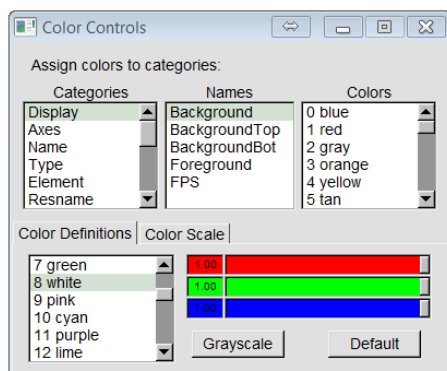 Color Controls
Assign colors to categories:
Categories Names Colors
Display Background 0 blue
Axes BackgroundTop 1 red
Name BackgroundBot 2 gray
Type Foreground 3 orange
Element FPS 4 yellow
Resname 5 tan
Color Definitions Color Scale
7 green 1.00
8 white 1.00
9 pink 1.00
10 cyan
11 purple Grayscale Default
12 lime